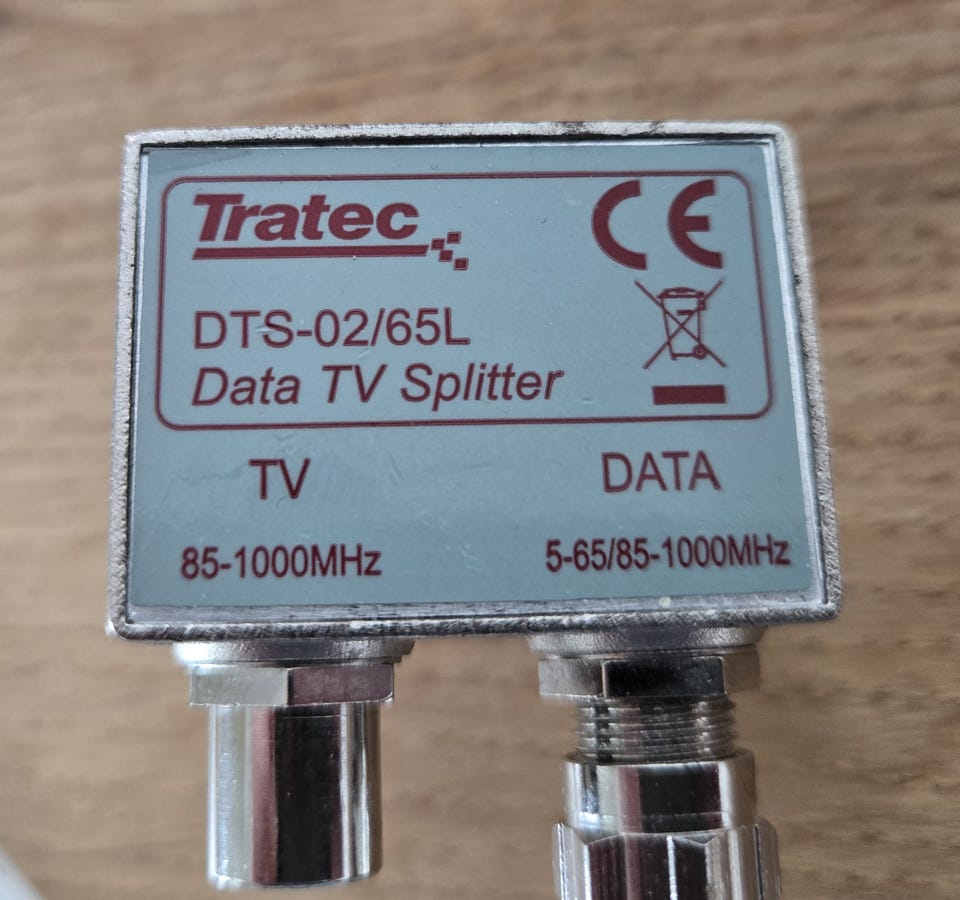 Tratec
CE
DTS-02/65L
Data TV Splitter
TV DATA
85-1000MHz 5-65/85-1000MHz